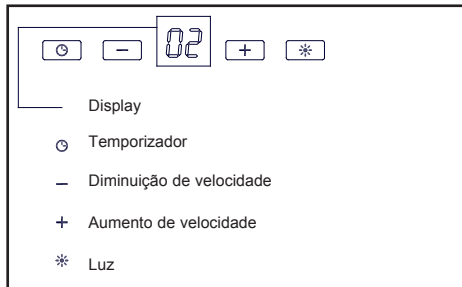 − 02 +
Display
Temporizador
− Diminuição de velocidade
+ Aumento de velocidade
Luz